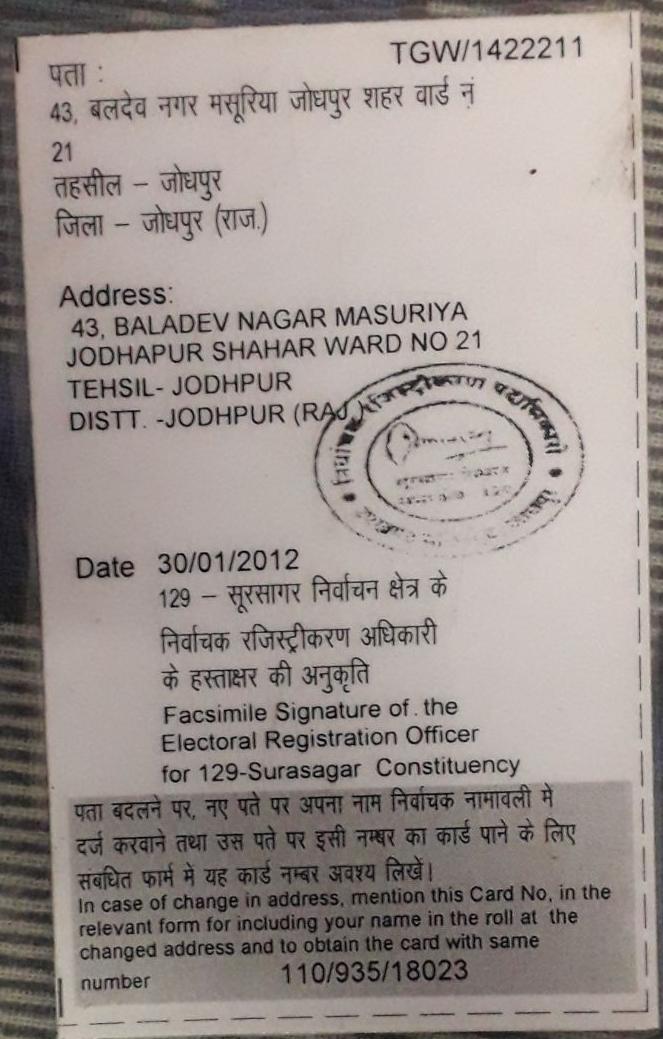 TGW/1422211
पता :
43, बलदेव नगर मसूरिया जोधपुर शहर वार्ड नं
21
तहसील – जोधपुर
जिला – जोधपुर (राज.)
Address:
43, BALADEV NAGAR MASURIYA
JODHAPUR SHAHAR WARD NO 21
TEHSIL- JODHPUR
DISTT. -JODHPUR (RAJ.)
निर्वाचक रजिस्ट्रीकरण पदाधिकारी
Date 30/01/2012
129 – सूरसागर निर्वाचन क्षेत्र के
निर्वाचक रजिस्ट्रीकरण अधिकारी
के हस्ताक्षर की अनुकृति
Facsimile Signature of. the
Electoral Registration Officer
for 129-Surasagar Constituency
पता बदलने पर, नए पते पर अपना नाम निर्वाचक नामावली में
दर्ज करवाने तथा उस पते पर इसी नम्बर का कार्ड पाने के लिए
संबधित फार्म में यह कार्ड नम्बर अवश्य लिखें।
In case of change in address, mention this Card No, in the
relevant form for including your name in the roll at the
changed address and to obtain the card with same
number 110/935/18023